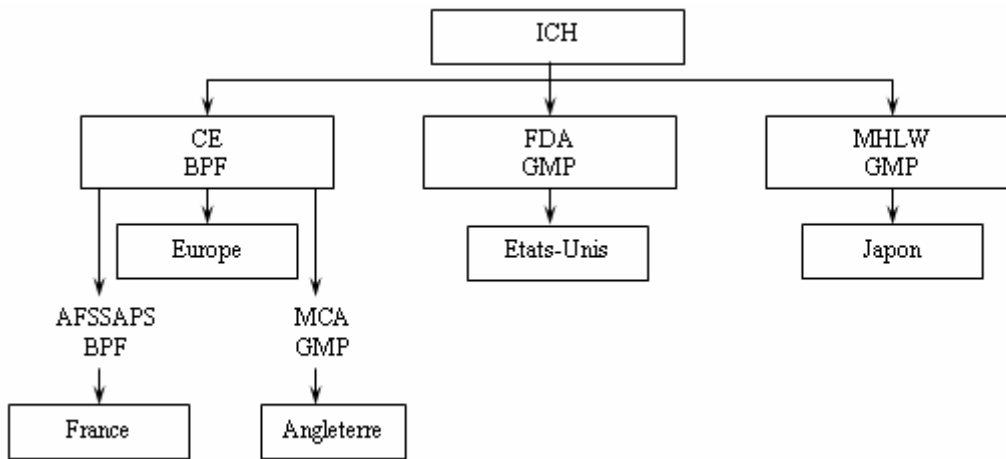 ICH
CE
BPF
FDA
GMP
MHLW
GMP
Europe
Etats-Unis
Japon
AFSSAPS
BPF
MCA
GMP
France
Angleterre